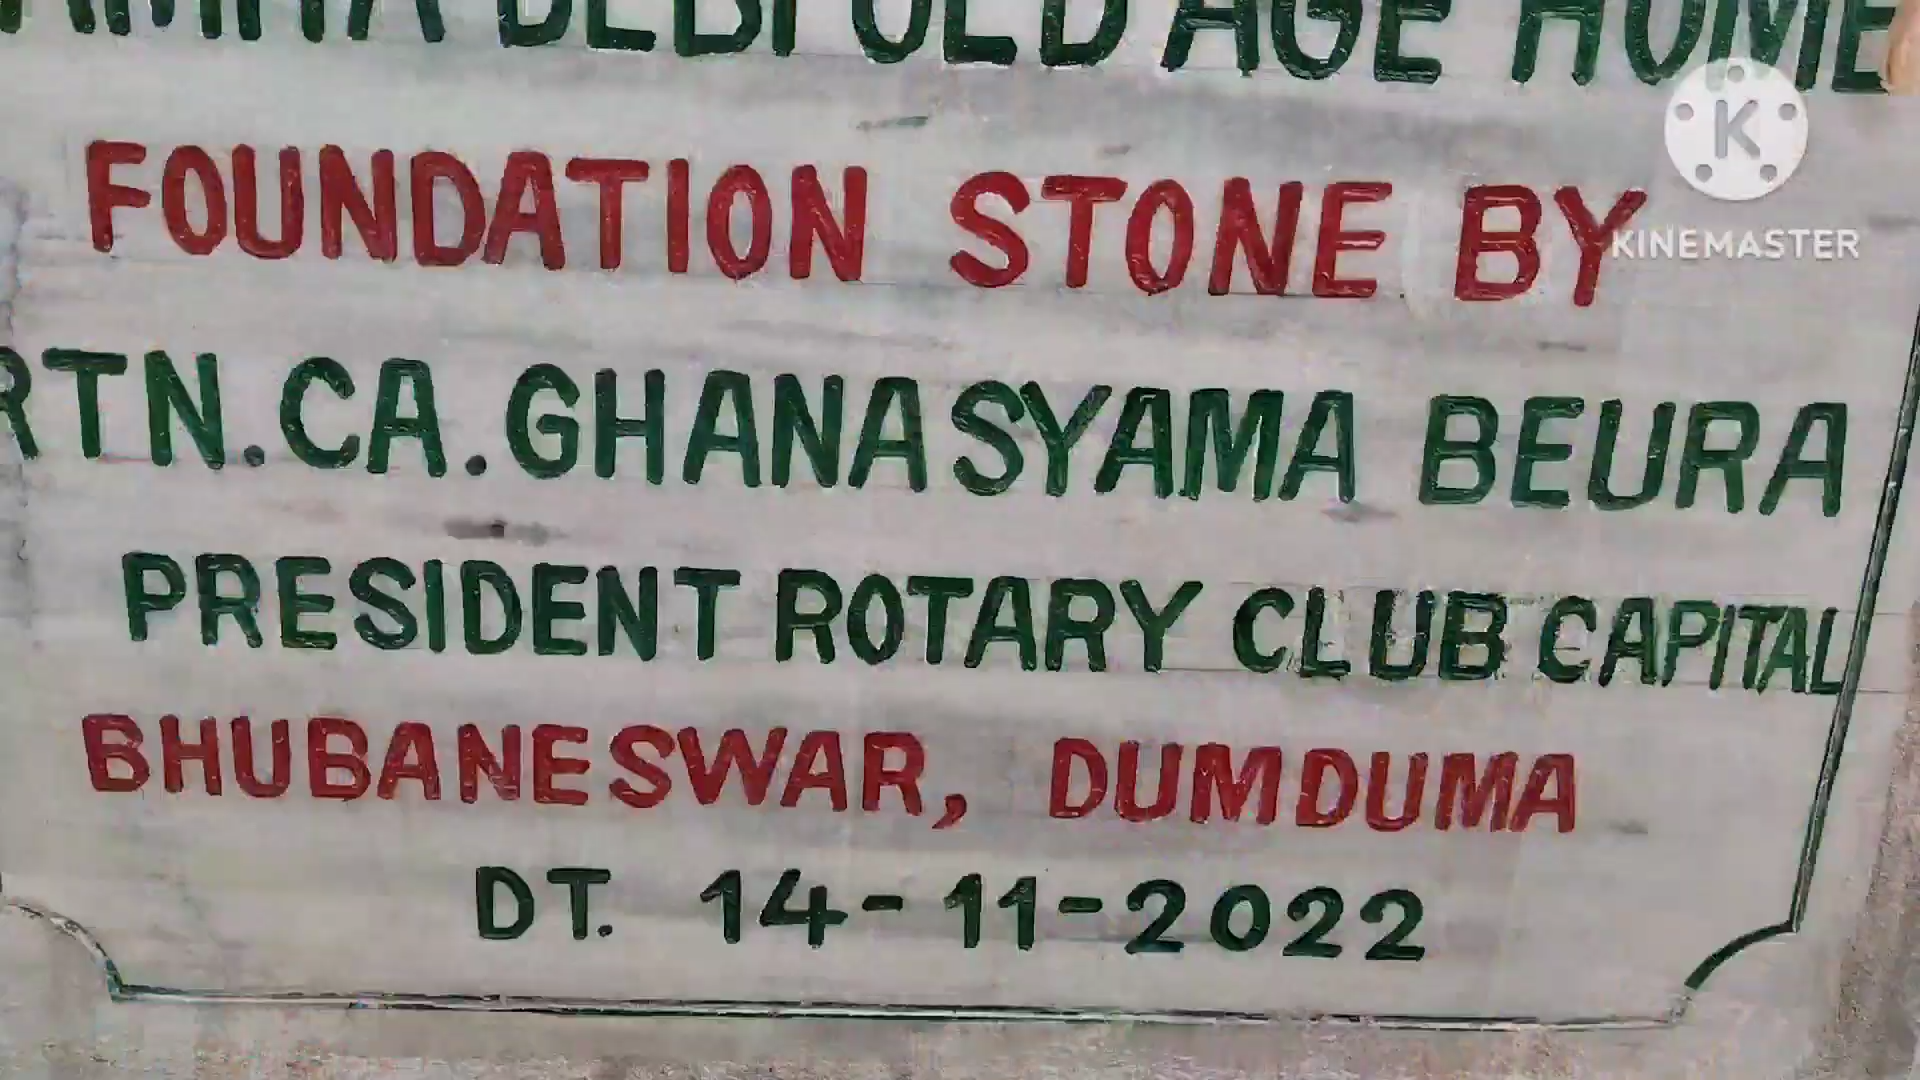 DEBI OLD AGE HOME
FOUNDATION STONE BY
KINEMASTER
RTN.CA.GHANASYAMA BEURA
PRESIDENT ROTARY CLUB CAPITAL
BHUBANESWAR, DUMDUMA
DT. 14-11-2022